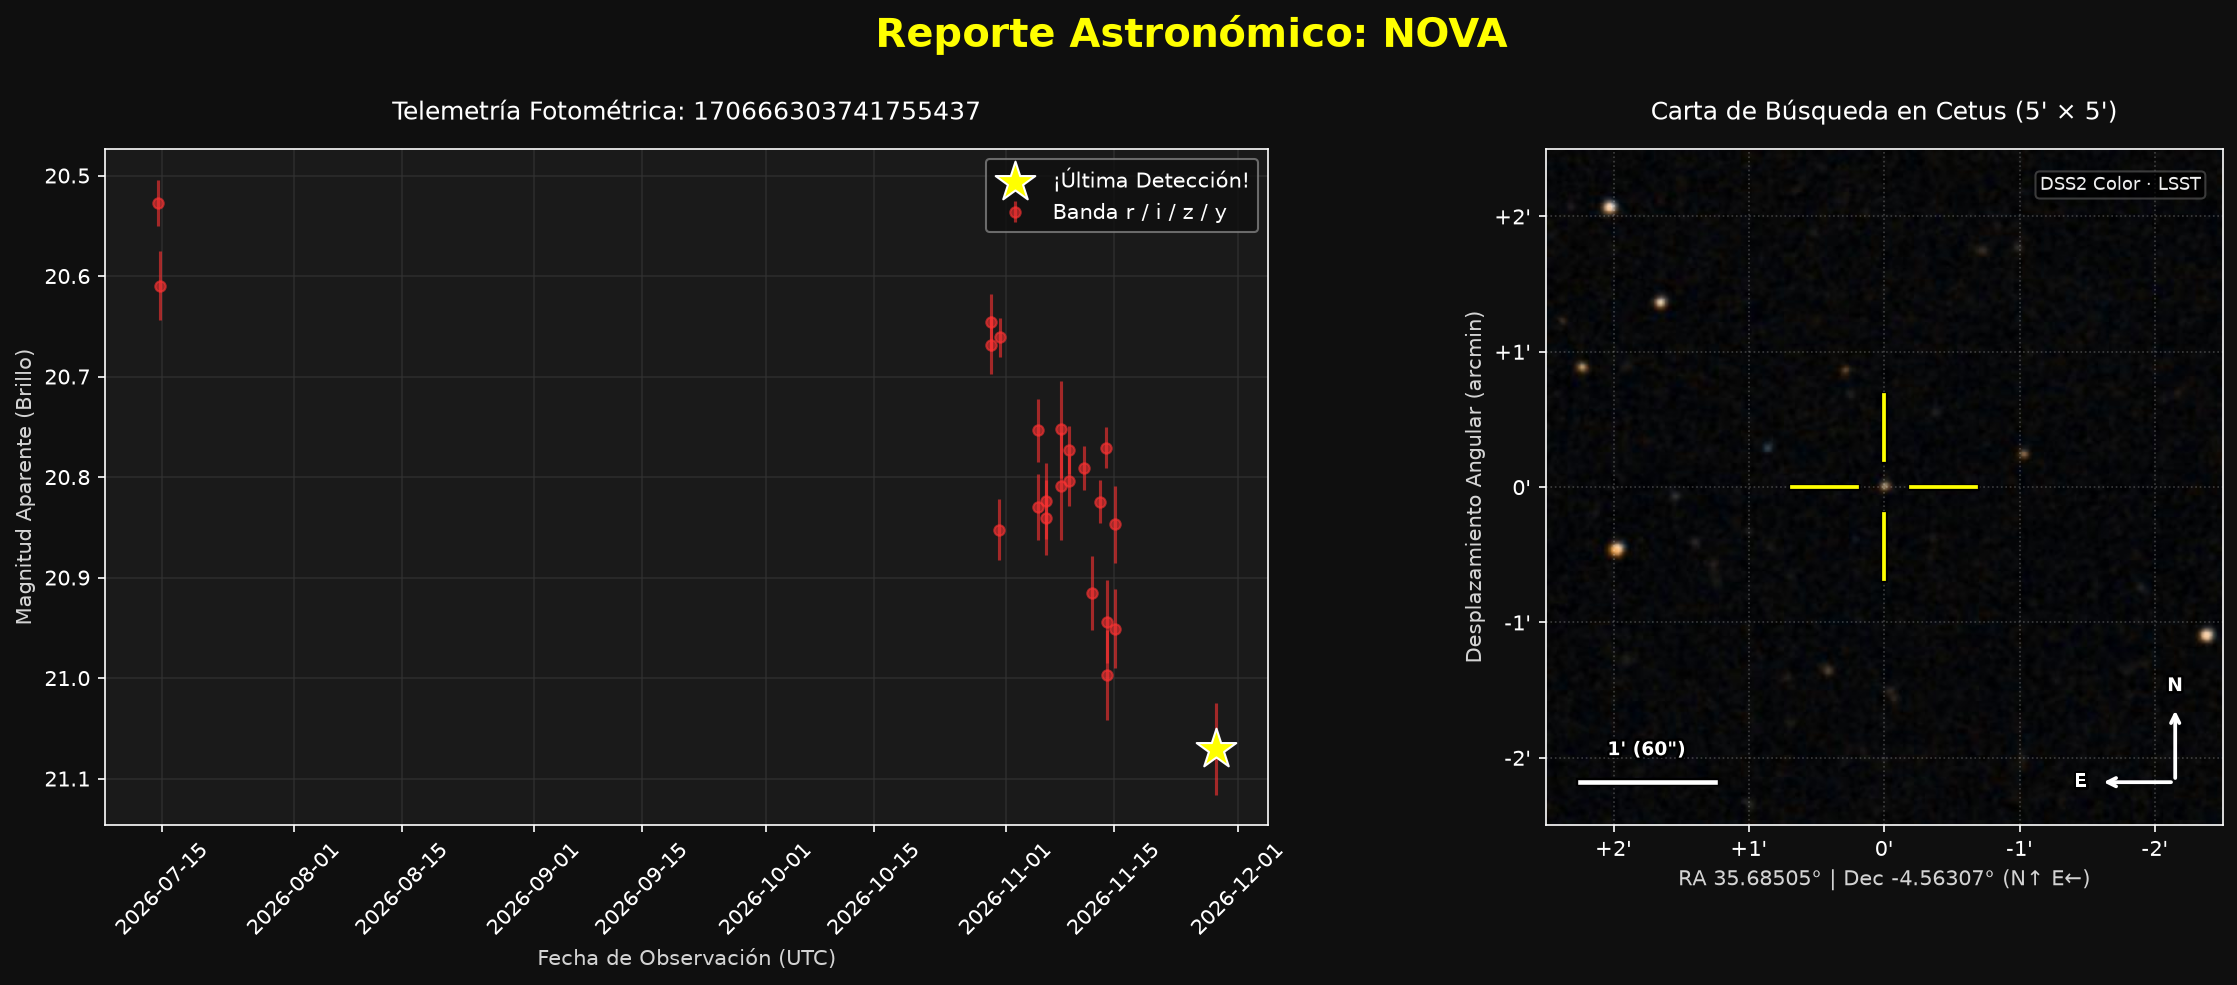 Reporte Astronómico: NOVA
Telemetría Fotométrica: 170666303741755437
Magnitud Aparente (Brillo)
20.5
20.6
20.7
20.8
20.9
21.0
21.1
¡Última Detección!
Banda r / i / z / y
2026-07-15
2026-08-01
2026-08-15
2026-09-01
2026-09-15
2026-10-01
2026-10-15
2026-11-01
2026-11-15
2026-12-01
Fecha de Observación (UTC)
Carta de Búsqueda en Cetus (5' × 5')
Desplazamiento Angular (arcmin)
+2'
+1'
0'
-1'
-2'
DSS2 Color · LSST
N
E
1' (60")
+2'
+1'
0'
-1'
-2'
RA 35.68505° | Dec -4.56307° (N↑ E←)